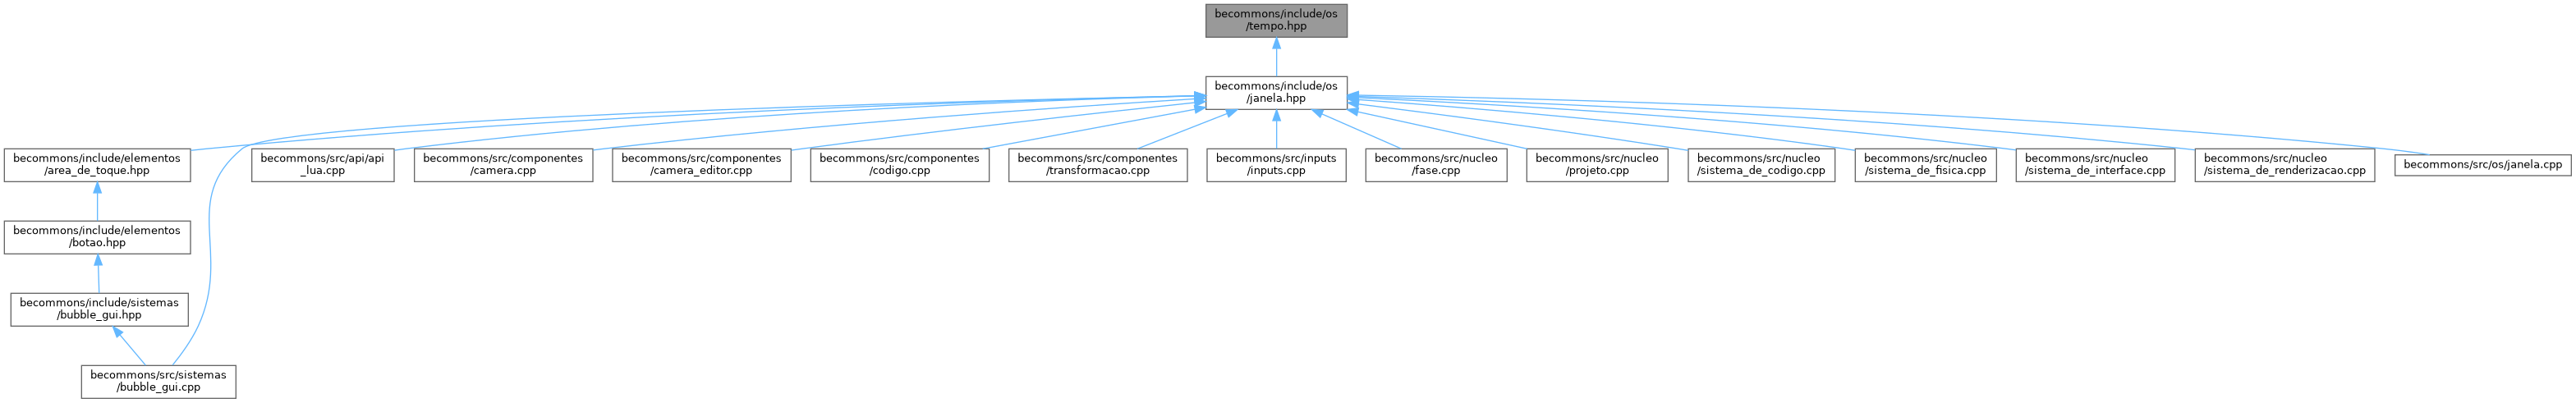 becommons/include/os
/tempo.hpp
becommons/include/os
/janela.hpp
becommons/include/elementos
/area_de_toque.hpp
becommons/src/api/api
_lua.cpp
becommons/src/componentes
/camera.cpp
becommons/src/componentes
/camera_editor.cpp
becommons/src/componentes
/codigo.cpp
becommons/src/componentes
/transformacao.cpp
becommons/src/inputs
/inputs.cpp
becommons/src/nucleo
/fase.cpp
becommons/src/nucleo
/projeto.cpp
becommons/src/nucleo
/sistema_de_codigo.cpp
becommons/src/nucleo
/sistema_de_fisica.cpp
becommons/src/nucleo
/sistema_de_interface.cpp
becommons/src/nucleo
/sistema_de_renderizacao.cpp
becommons/src/os/janela.cpp
becommons/include/elementos
/botao.hpp
becommons/include/sistemas
/bubble_gui.hpp
becommons/src/sistemas
/bubble_gui.cpp